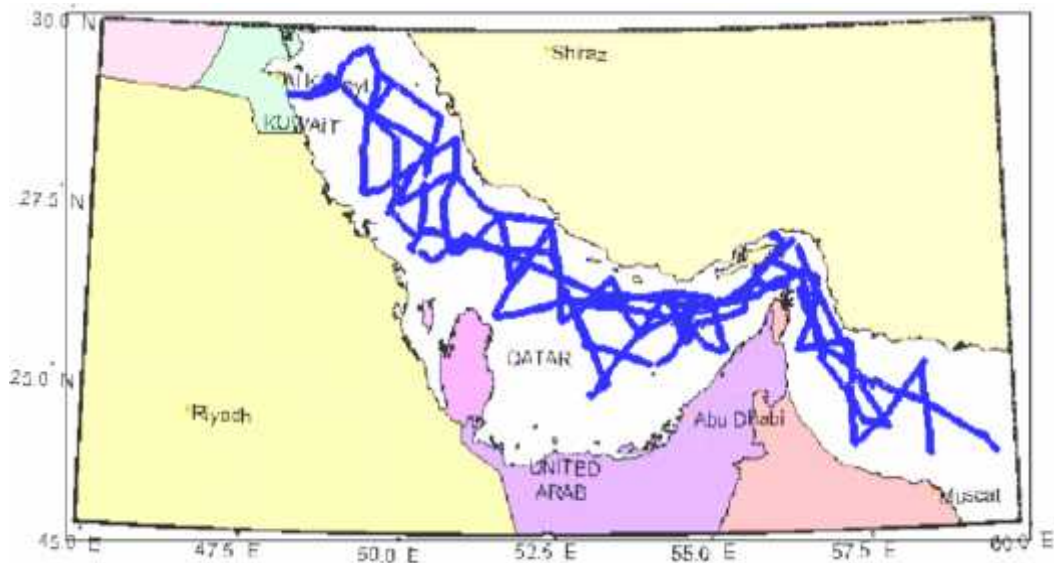 30.0° N
Shiraz
KUWAIT
27.5° N
QATAR
25.0° N
Riyadh
Abu Dhabi
UNITED
ARAB
Muscat
45.0 E
47.5 E
50.0 E
52.5 E
55.0 E
57.5 E
60.0 E